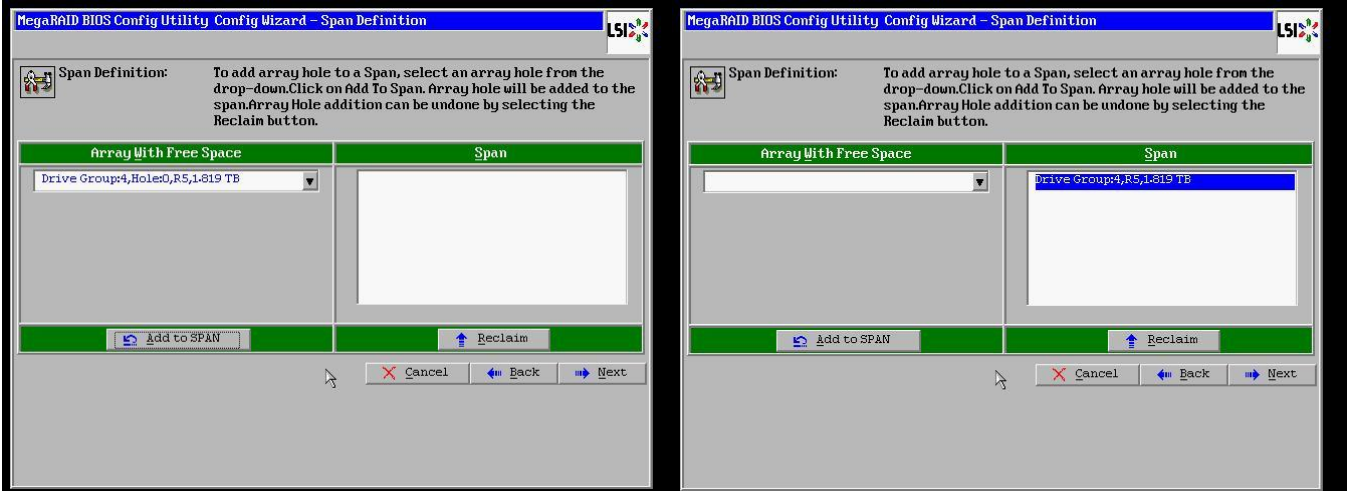 MegaRAID BIOS Config Utility Config Wizard – Span Definition
LSI
Span Definition:
To add array hole to a Span, select an array hole from the
drop-down.Click on Add To Span. Array hole will be added to the
span.Array Hole addition can be undone by selecting the
Reclaim button.
Array With Free Space
Span
Drive Group:4,Hole:0,R5,1.819 TB
Add to SPAN
Reclaim
Cancel
Back
Next
MegaRAID BIOS Config Utility Config Wizard – Span Definition
LSI
Span Definition:
To add array hole to a Span, select an array hole from the
drop-down.Click on Add To Span. Array hole will be added to the
span.Array Hole addition can be undone by selecting the
Reclaim button.
Array With Free Space
Span
Drive Group:4,R5,1.819 TB
Add to SPAN
Reclaim
Cancel
Back
Next